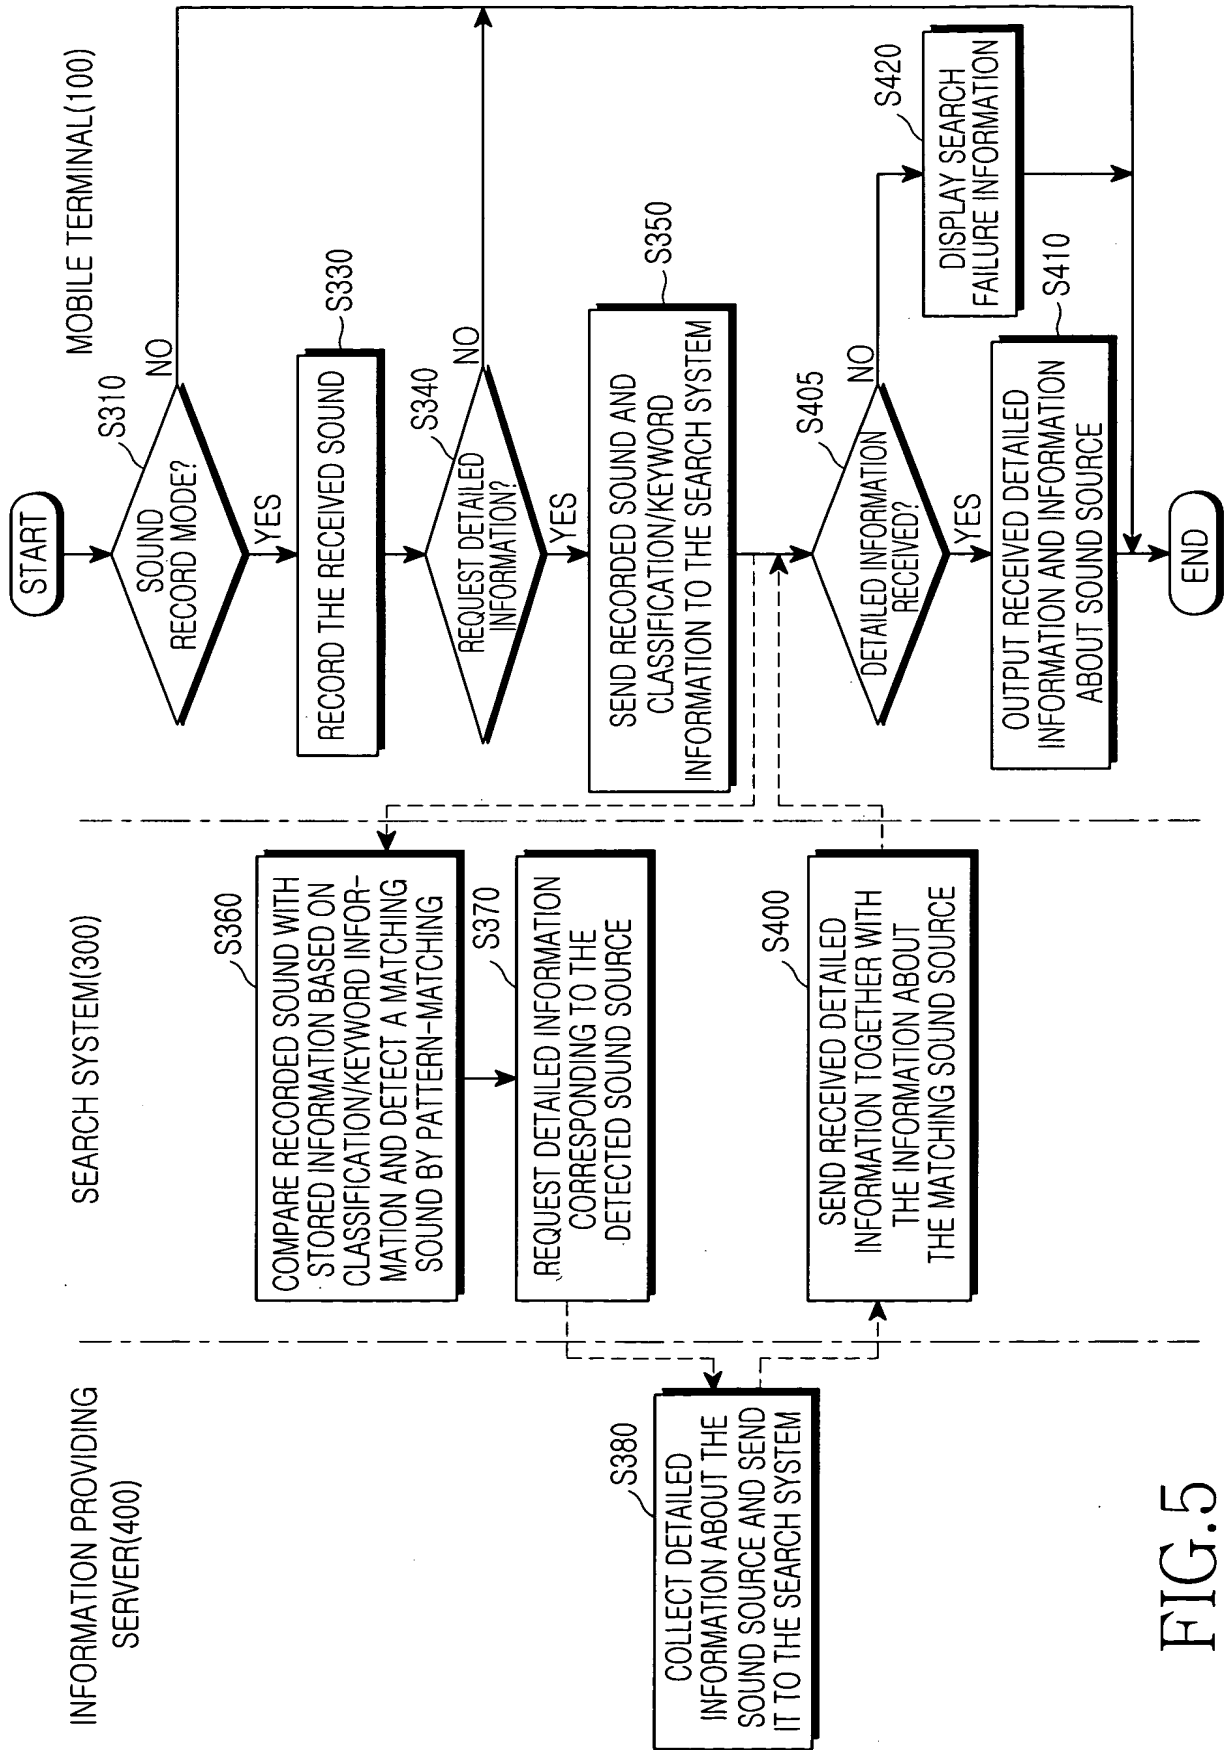 INFORMATION PROVIDING
SERVER(400)
SEARCH SYSTEM(300)
MOBILE TERMINAL(100)
START
S310
SOUND
RECORD MODE?
NO
YES
S330
RECORD THE RECEIVED SOUND
S340
REQUEST DETAILED
INFORMATION?
NO
YES
S350
SEND RECORDED SOUND AND
CLASSIFICATION/KEYWORD
INFORMATION TO THE SEARCH SYSTEM
S360
COMPARE RECORDED SOUND WITH
STORED INFORMATION BASED ON
CLASSIFICATION/KEYWORD INFOR-
MATION AND DETECT A MATCHING
SOUND BY PATTERN-MATCHING
S370
REQUEST DETAILED INFORMATION
CORRESPONDING TO THE
DETECTED SOUND SOURCE
S380
COLLECT DETAILED
INFORMATION ABOUT THE
SOUND SOURCE AND SEND
IT TO THE SEARCH SYSTEM
S400
SEND RECEIVED DETAILED
INFORMATION TOGETHER WITH
THE INFORMATION ABOUT
THE MATCHING SOUND SOURCE
S405
DETAILED INFORMATION
RECEIVED?
NO
YES
S420
DISPLAY SEARCH
FAILURE INFORMATION
S410
OUTPUT RECEIVED DETAILED
INFORMATION AND INFORMATION
ABOUT SOUND SOURCE
END
FIG.5